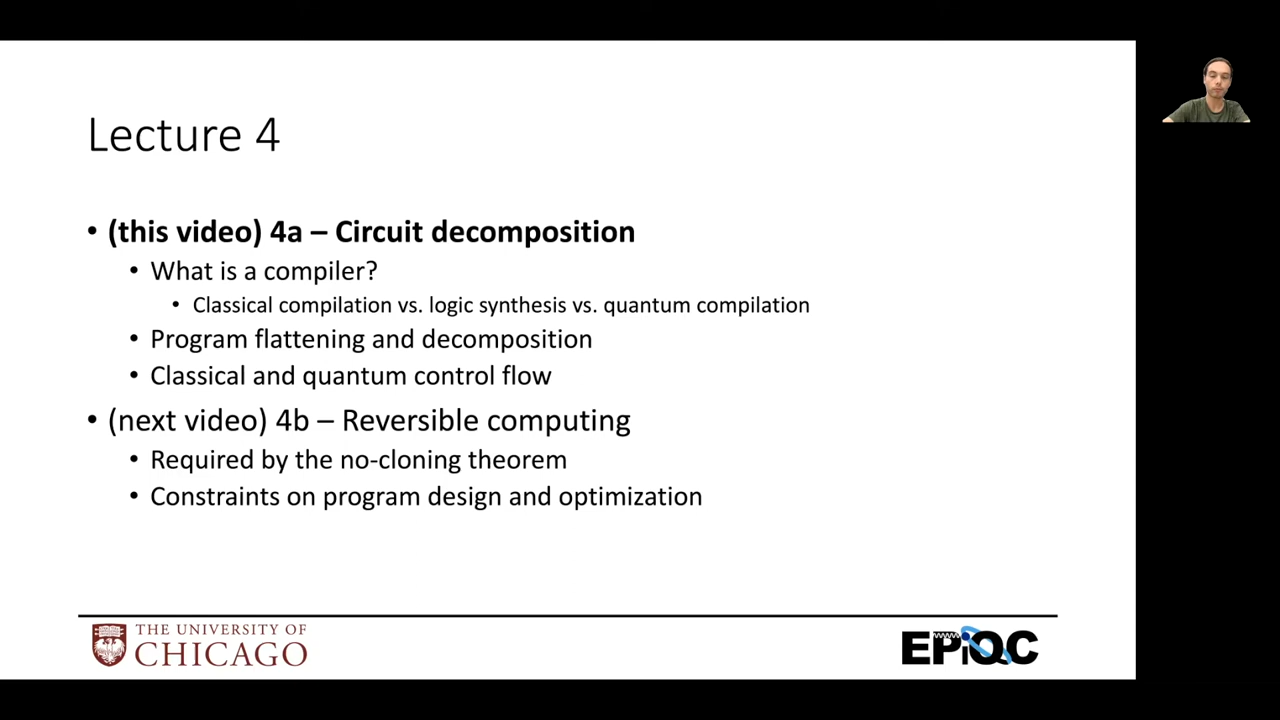 Lecture 4
• (this video) 4a – Circuit decomposition
• What is a compiler?
• Classical compilation vs. logic synthesis vs. quantum compilation
• Program flattening and decomposition
• Classical and quantum control flow
• (next video) 4b – Reversible computing
• Required by the no-cloning theorem
• Constraints on program design and optimization
THE UNIVERSITY OF
CHICAGO
EPiQC